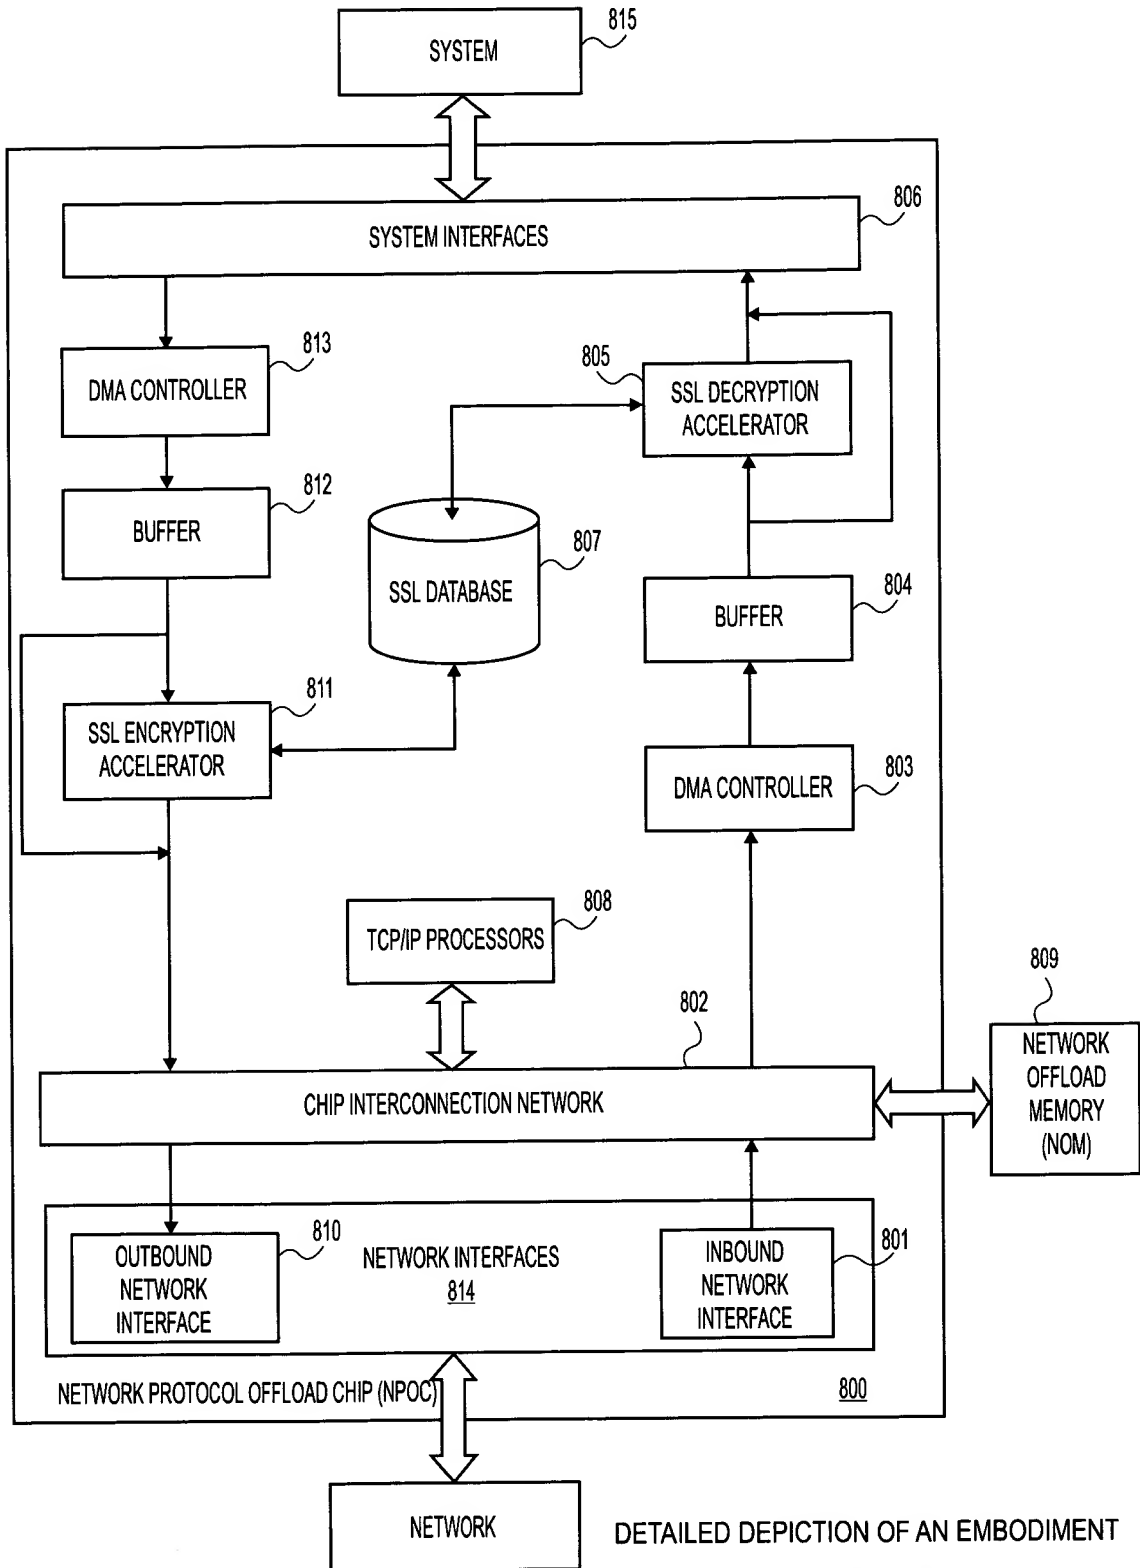 815
SYSTEM
806
SYSTEM INTERFACES
813
DMA CONTROLLER
805
SSL DECRYPTION
ACCELERATOR
812
BUFFER
807
SSL DATABASE
804
BUFFER
811
SSL ENCRYPTION
ACCELERATOR
803
DMA CONTROLLER
808
TCP/IP PROCESSORS
802
809
NETWORK
OFFLOAD
MEMORY
(NOM)
CHIP INTERCONNECTION NETWORK
810
OUTBOUND
NETWORK
INTERFACE
NETWORK INTERFACES
814
801
INBOUND
NETWORK
INTERFACE
NETWORK PROTOCOL OFFLOAD CHIP (NPOC)
800
NETWORK
DETAILED DEPICTION OF AN EMBODIMENT